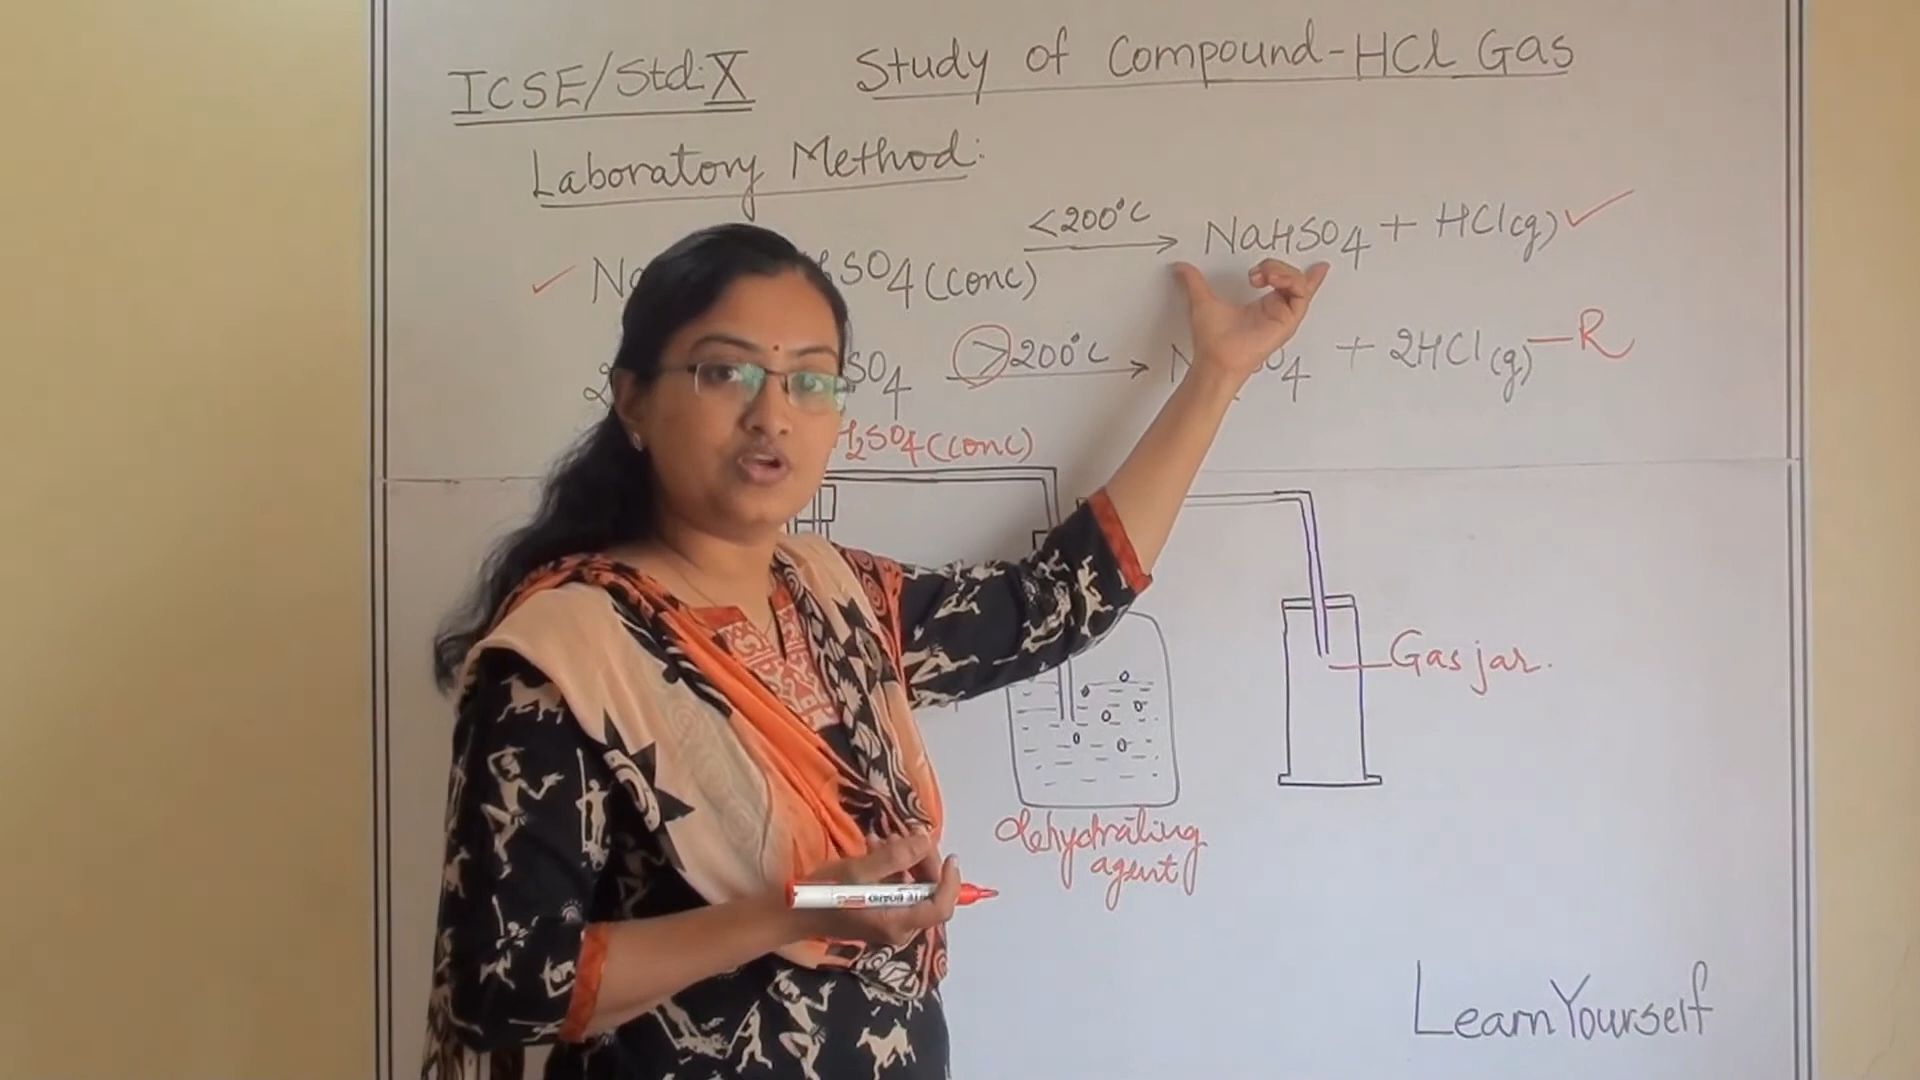 ICSE/Std:X Study of Compound-HCl Gas
Laboratory Method:
SO4(conc) <200°C NaHSO4 + HCl(g)
SO4 >200°C 4 + 2HCl(g) - R
H2SO4(conc)
Gas jar.
dehydrating
agent
LearnYourself